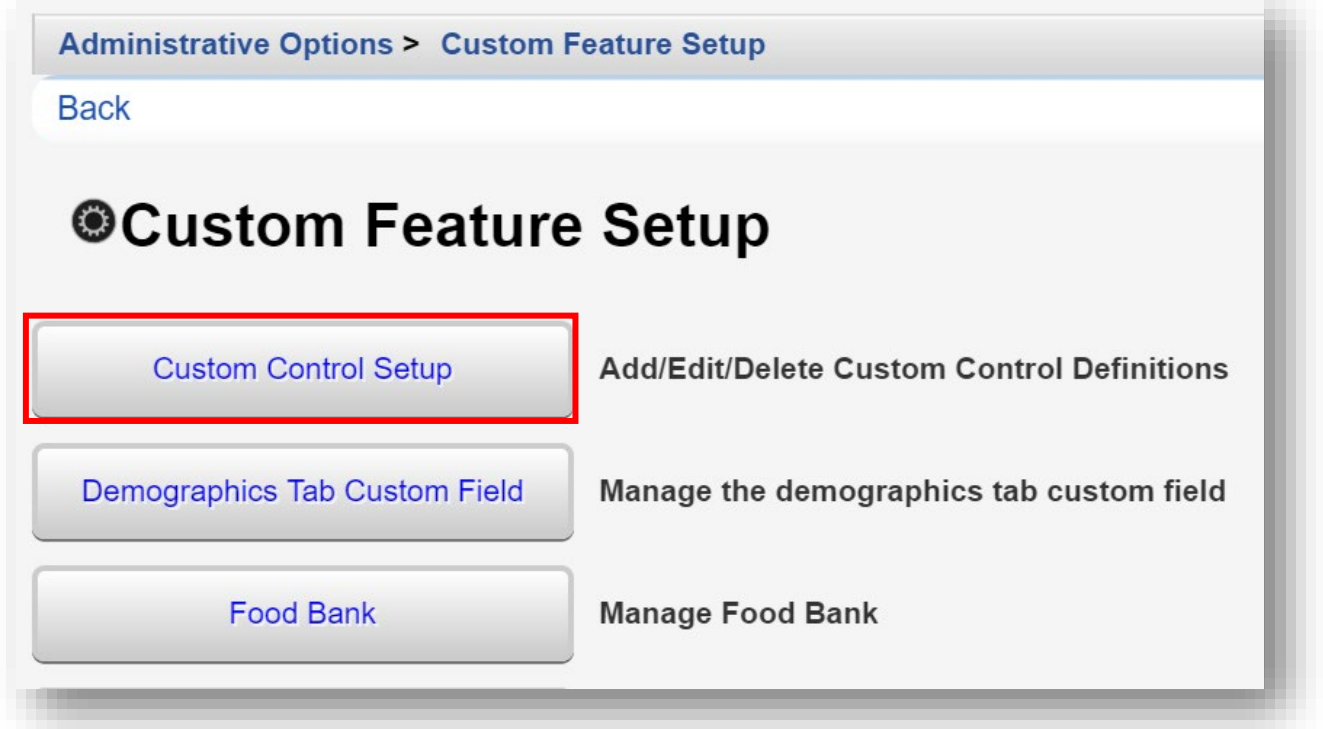 Administrative Options > Custom Feature Setup
Back
Custom Feature Setup
Custom Control Setup Add/Edit/Delete Custom Control Definitions
Demographics Tab Custom Field Manage the demographics tab custom field
Food Bank Manage Food Bank